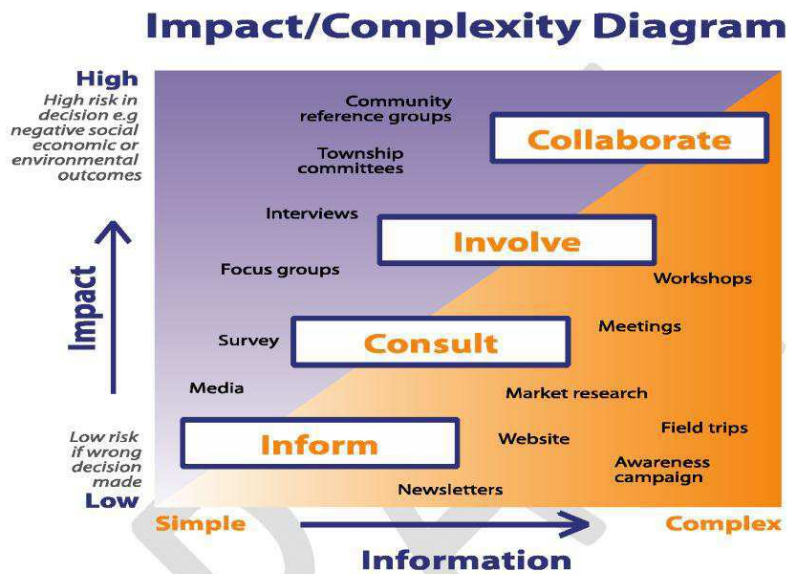 Impact/Complexity Diagram
High
High risk in
decision e.g
negative social
economic or
environmental
outcomes
Community
reference groups
Collaborate
Township
committees
Interviews
Involve
Focus groups
Workshops
Impact
Survey
Consult
Meetings
Media
Market research
Low risk
if wrong
decision
made
Low
Inform
Website
Field trips
Awareness
campaign
Newsletters
Simple
Complex
Information